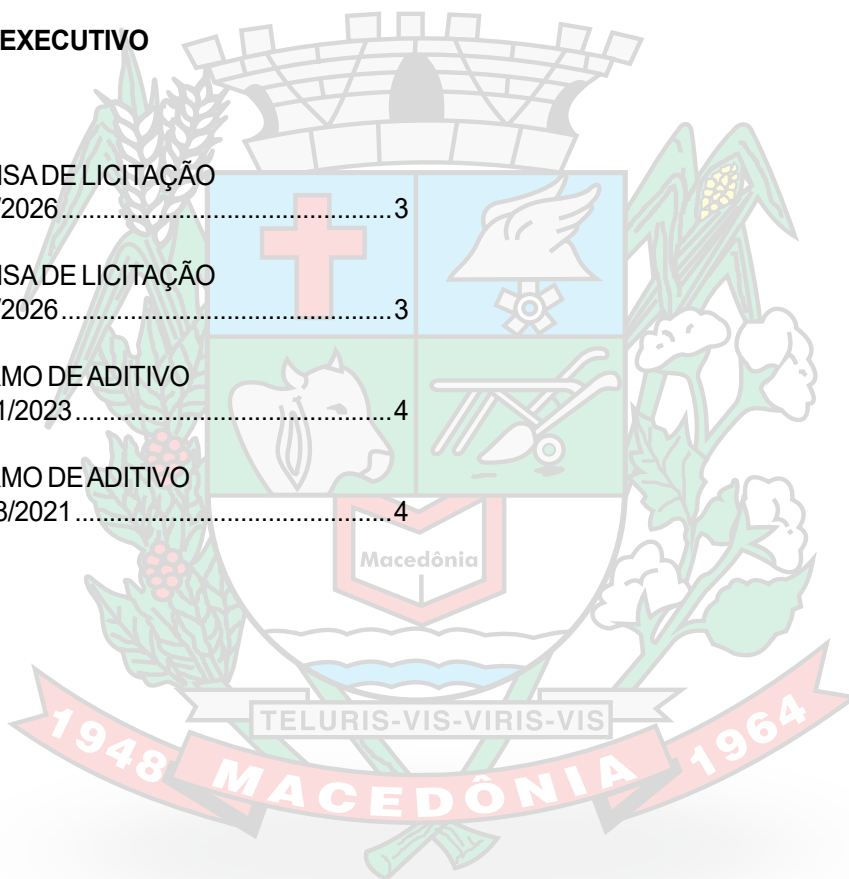 EXECUTIVO
ISA DE LICITAÇÃO
/2026................................................3
ISA DE LICITAÇÃO
/2026................................................3
MO DE ADITIVO
1/2023..............................................4
MO DE ADITIVO
3/2021..............................................4
Macedônia
TELURIS-VIS-VIRIS-VIS
1948 MACEDÔNIA 1964